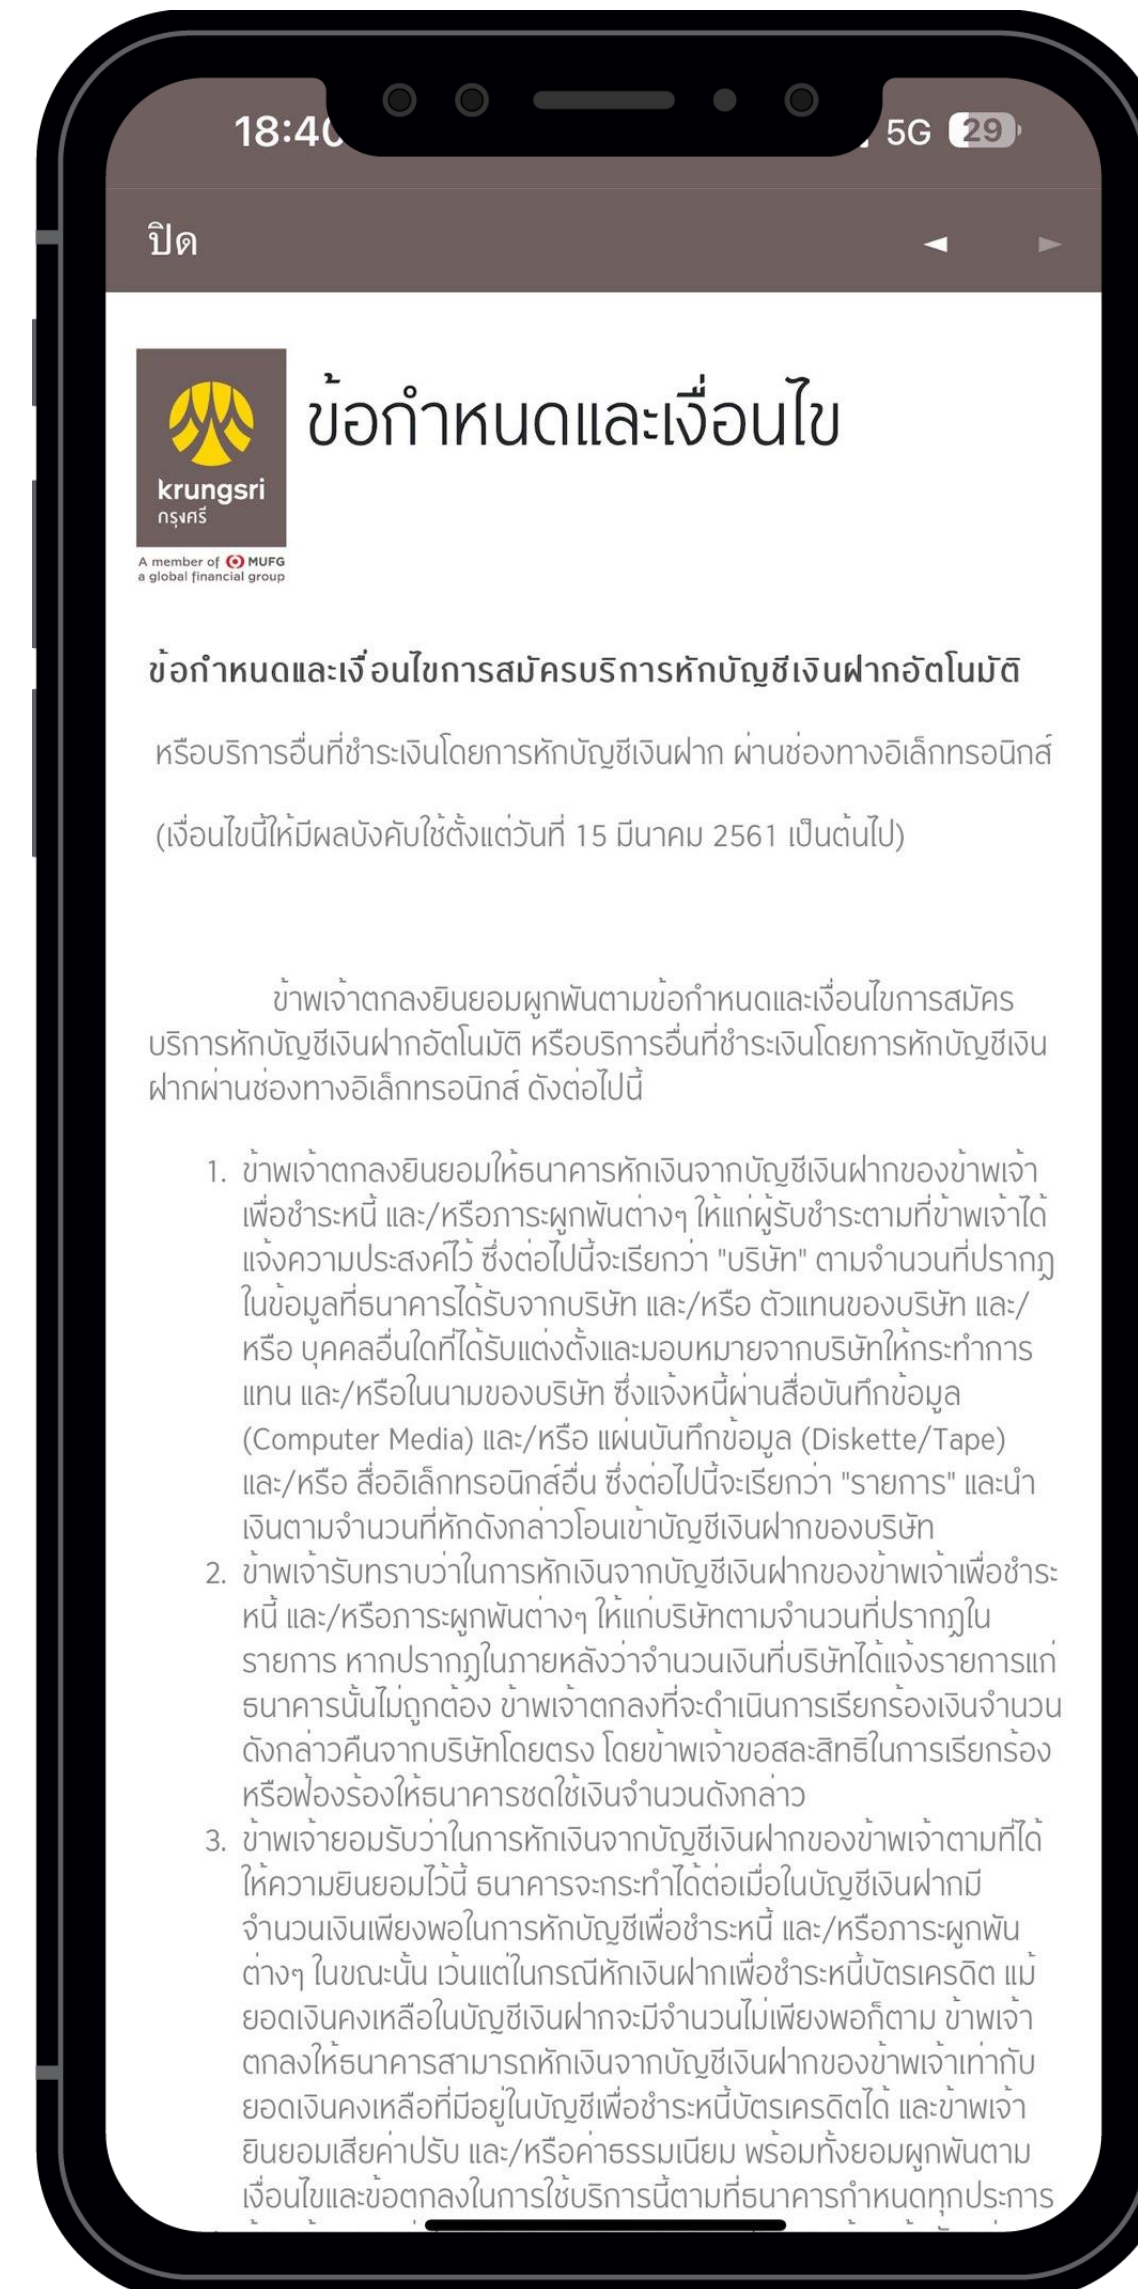 18:40
5G 29
ปิด
ข้อกำหนดและเงื่อนไข
krungsri
กรุงศรี
A member of MUFG
a global financial group
ข้อกำหนดและเงื่อนไขการสมัครบริการหักบัญชีเงินฝากอัตโนมัติ
หรือบริการอื่นที่ชำระเงินโดยการหักบัญชีเงินฝาก ผ่านช่องทางอิเล็กทรอนิกส์
(เงื่อนไขนี้ให้มีผลบังคับใช้ตั้งแต่วันที่ 15 มีนาคม 2561 เป็นต้นไป)
ข้าพเจ้าตกลงยินยอมผูกพันตามข้อกำหนดและเงื่อนไขการสมัคร
บริการหักบัญชีเงินฝากอัตโนมัติ หรือบริการอื่นที่ชำระเงินโดยการหักบัญชีเงิน
ฝากผ่านช่องทางอิเล็กทรอนิกส์ ดังต่อไปนี้
1. ข้าพเจ้าตกลงยินยอมให้ธนาคารหักเงินจากบัญชีเงินฝากของข้าพเจ้า
เพื่อชำระหนี้ และ/หรือภาระผูกพันต่างๆ ให้แก่ผู้รับชำระตามที่ข้าพเจ้าได้
แจ้งความประสงค์ไว้ ซึ่งต่อไปนี้จะเรียกว่า "บริษัท" ตามจำนวนที่ปรากฏ
ในข้อมูลที่ธนาคารได้รับจากบริษัท และ/หรือ ตัวแทนของบริษัท และ/
หรือ บุคคลอื่นใดที่ได้รับแต่งตั้งและมอบหมายจากบริษัทให้กระทำการ
แทน และ/หรือในนามของบริษัท ซึ่งแจ้งหนี้ผ่านสื่อบันทึกข้อมูล
(Computer Media) และ/หรือ แผ่นบันทึกข้อมูล (Diskette/Tape)
และ/หรือ สื่ออิเล็กทรอนิกส์อื่น ซึ่งต่อไปนี้จะเรียกว่า "รายการ" และนำ
เงินตามจำนวนที่หักดังกล่าวโอนเข้าบัญชีเงินฝากของบริษัท
2. ข้าพเจ้ารับทราบว่าในการหักเงินจากบัญชีเงินฝากของข้าพเจ้าเพื่อชำระ
หนี้ และ/หรือภาระผูกพันต่างๆ ให้แก่บริษัทตามจำนวนที่ปรากฏใน
รายการ หากปรากฏในภายหลังว่าจำนวนเงินที่บริษัทได้แจ้งรายการแก่
ธนาคารนั้นไม่ถูกต้อง ข้าพเจ้าตกลงที่จะดำเนินการเรียกร้องเงินจำนวน
ดังกล่าวคืนจากบริษัทโดยตรง โดยข้าพเจ้าขอสละสิทธิในการเรียกร้อง
หรือฟ้องร้องให้ธนาคารชดใช้เงินจำนวนดังกล่าว
3. ข้าพเจ้ายอมรับว่าในการหักเงินจากบัญชีเงินฝากของข้าพเจ้าตามที่ได้
ให้ความยินยอมไว้นี้ ธนาคารจะกระทำได้ต่อเมื่อในบัญชีเงินฝากมี
จำนวนเงินเพียงพอในการหักบัญชีเพื่อชำระหนี้ และ/หรือภาระผูกพัน
ต่างๆ ในขณะนั้น เว้นแต่ในกรณีหักเงินฝากเพื่อชำระหนี้บัตรเครดิต แม้
ยอดเงินคงเหลือในบัญชีเงินฝากจะมีจำนวนไม่เพียงพอก็ตาม ข้าพเจ้า
ตกลงให้ธนาคารสามารถหักเงินจากบัญชีเงินฝากของข้าพเจ้าเท่ากับ
ยอดเงินคงเหลือที่มีอยู่ในบัญชีเพื่อชำระหนี้บัตรเครดิตได้ และข้าพเจ้า
ยินยอมเสียค่าปรับ และ/หรือค่าธรรมเนียม พร้อมทั้งยอมผูกพันตาม
เงื่อนไขและข้อตกลงในการใช้บริการนี้ตามที่ธนาคารกำหนดทุกประการ